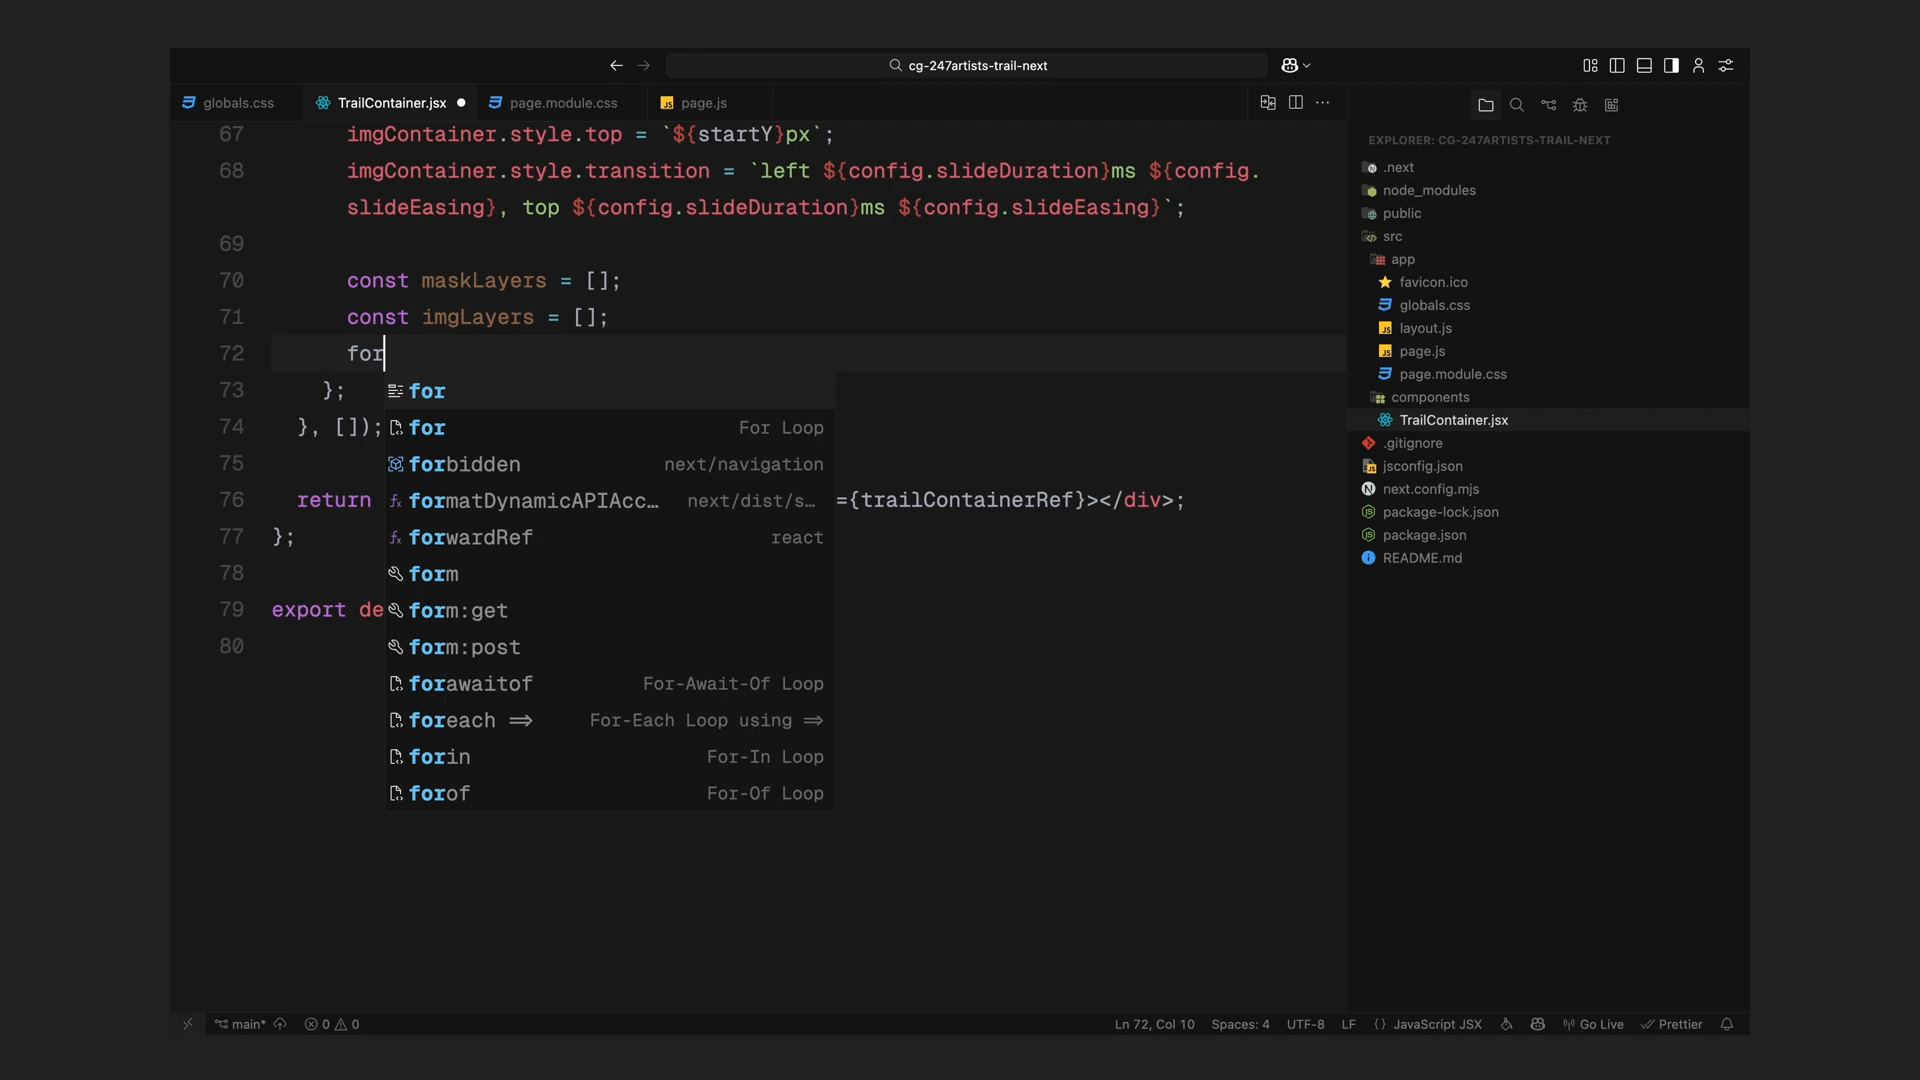 cg-247artists-trail-next
globals.css
TrailContainer.jsx
page.module.css
page.js
67 imgContainer.style.top = `${startY}px`;
68 imgContainer.style.transition = `left ${config.slideDuration}ms ${config.
slideEasing}, top ${config.slideDuration}ms ${config.slideEasing}`;
69
70 const maskLayers = [];
71 const imgLayers = [];
72 for
73 };
74 }, []);
75
76 return ={trailContainerRef}></div>;
77 };
78
79 export de
80
for
for For Loop
forbidden next/navigation
formatDynamicAPIAcc… next/dist/s…
forwardRef react
form
form:get
form:post
forawaitof For-Await-Of Loop
foreach => For-Each Loop using =>
forin For-In Loop
forof For-Of Loop
EXPLORER: CG-247ARTISTS-TRAIL-NEXT
.next
node_modules
public
src
app
favicon.ico
globals.css
layout.js
page.js
page.module.css
components
TrailContainer.jsx
.gitignore
jsconfig.json
next.config.mjs
package-lock.json
package.json
README.md
main* 0 0
Ln 72, Col 10 Spaces: 4 UTF-8 LF {} JavaScript JSX Go Live Prettier